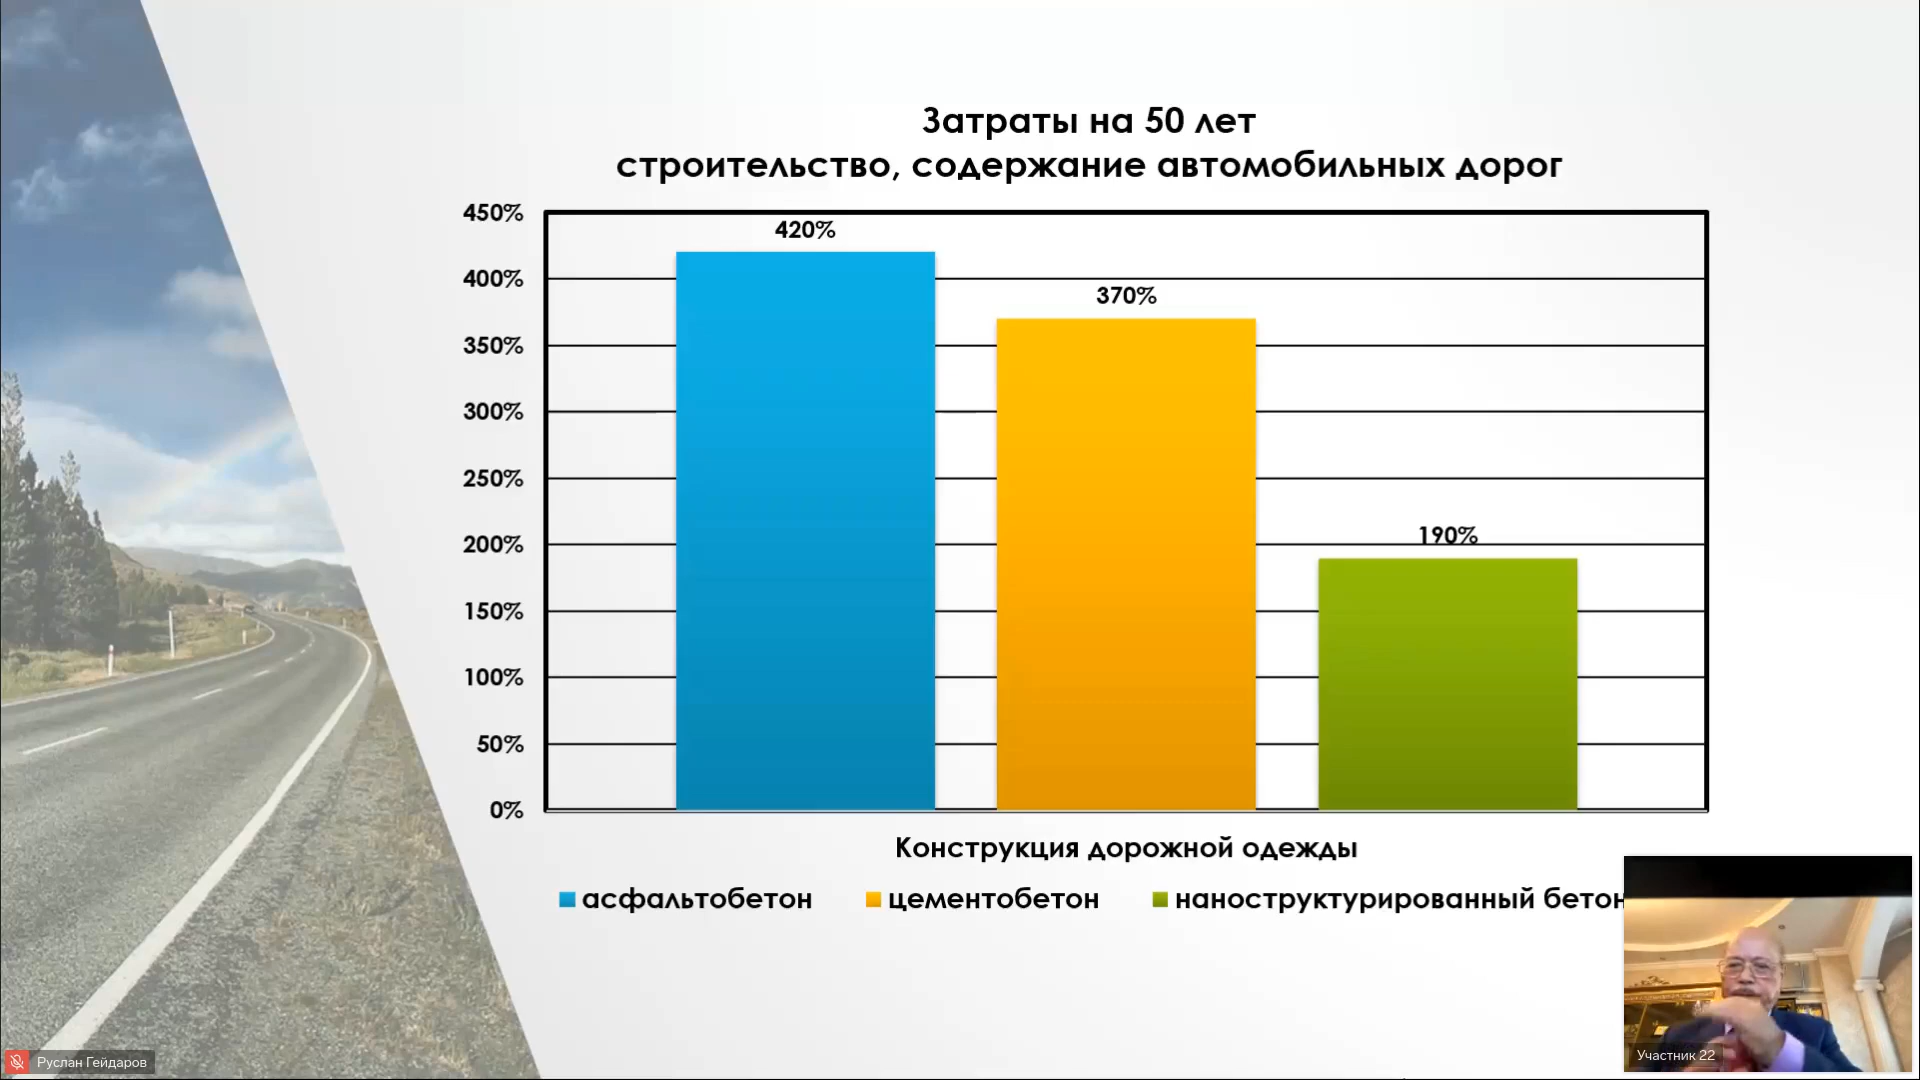 Затраты на 50 лет
строительство, содержание автомобильных дорог
450%
420%
400%
370%
350%
300%
250%
200%
190%
150%
100%
50%
0%
Конструкция дорожной одежды
асфальтобетон цементобетон наноструктурированный бетон
Руслан Гейдаров
Участник 22